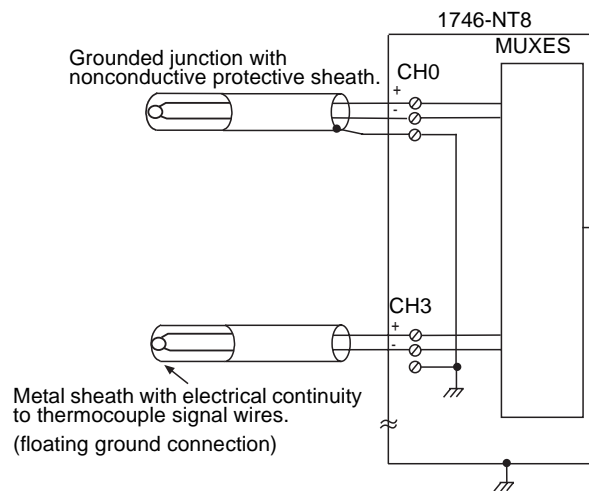 1746-NT8
MUXES
Grounded junction with
nonconductive protective sheath.
CH0
+
-
CH3
+
-
Metal sheath with electrical continuity
to thermocouple signal wires.
(floating ground connection)